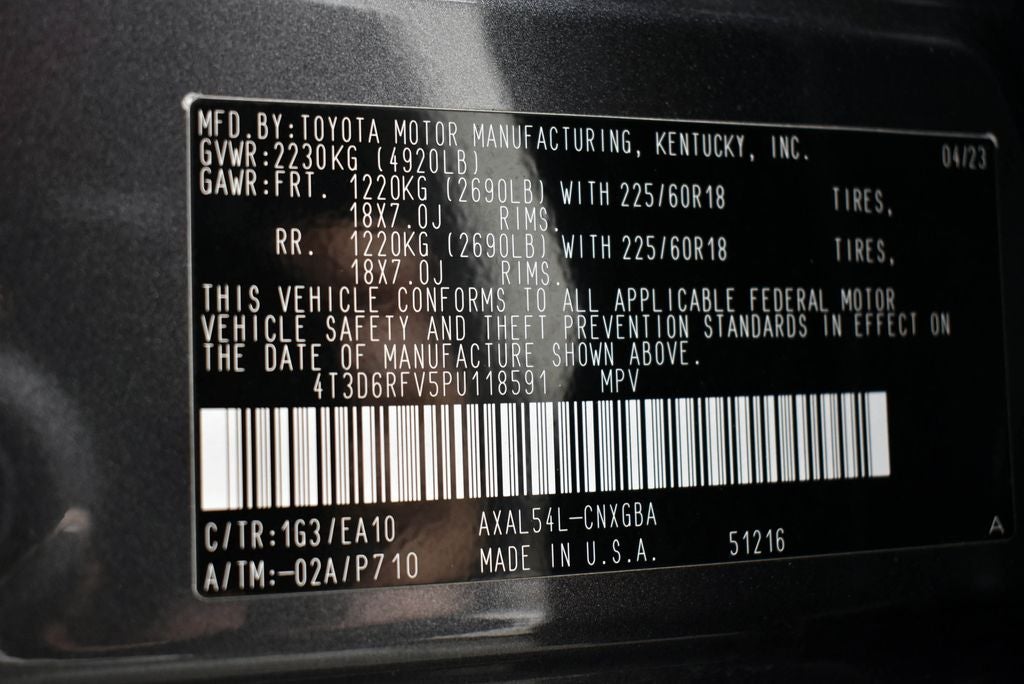 MFD.BY:TOYOTA MOTOR MANUFACTURING, KENTUCKY, INC. 04/23
GVWR:2230KG (4920LB)
GAWR:FRT. 1220KG (2690LB) WITH 225/60R18 TIRES,
18X7.0J RIMS.
RR. 1220KG (2690LB) WITH 225/60R18 TIRES,
18X7.0J RIMS.
THIS VEHICLE CONFORMS TO ALL APPLICABLE FEDERAL MOTOR
VEHICLE SAFETY AND THEFT PREVENTION STANDARDS IN EFFECT ON
THE DATE OF MANUFACTURE SHOWN ABOVE.
4T3D6RFV5PU118591 MPV
C/TR:1G3/EA10 AXAL54L-CNXGBA
A/TM:-02A/P710 MADE IN U.S.A. 51216 A